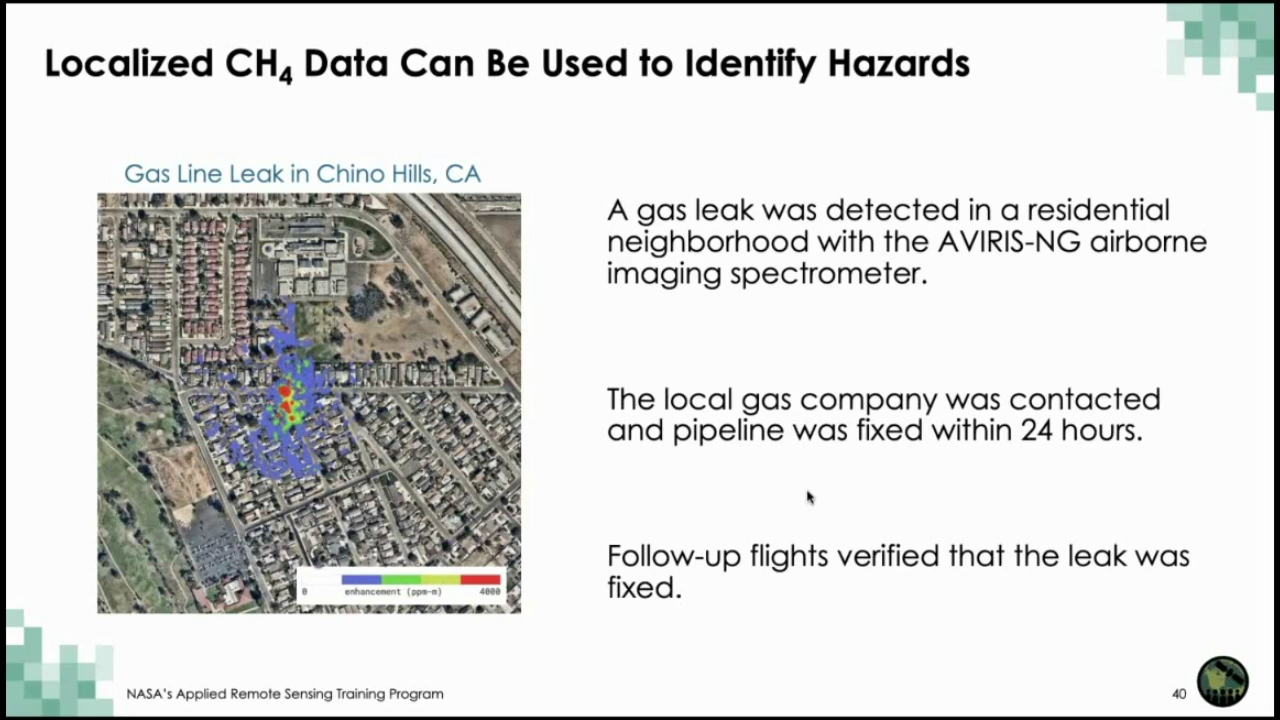 Localized CH₄ Data Can Be Used to Identify Hazards
Gas Line Leak in Chino Hills, CA
0 enhancement (ppm-m) 4000
A gas leak was detected in a residential
neighborhood with the AVIRIS-NG airborne
imaging spectrometer.
The local gas company was contacted
and pipeline was fixed within 24 hours.
Follow-up flights verified that the leak was
fixed.
NASA's Applied Remote Sensing Training Program
40